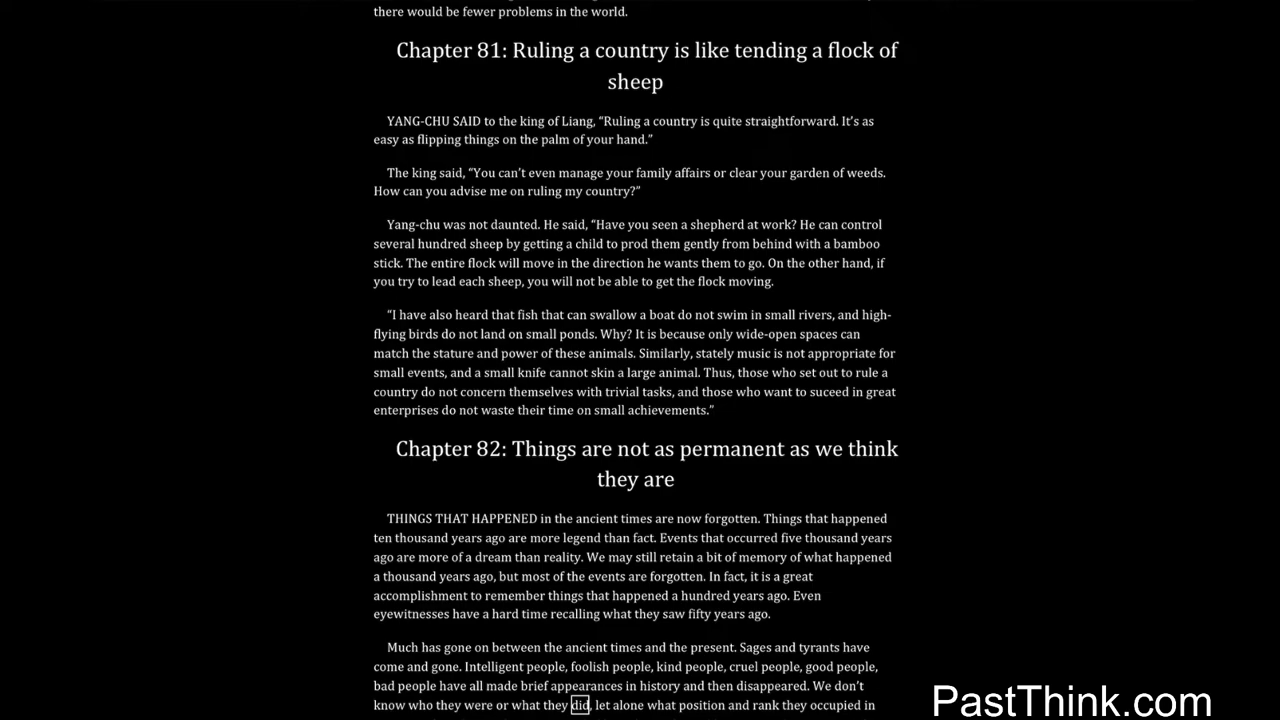 there would be fewer problems in the world.
Chapter 81: Ruling a country is like tending a flock of
sheep
YANG-CHU SAID to the king of Liang, “Ruling a country is quite straightforward. It’s as
easy as flipping things on the palm of your hand.”
The king said, “You can’t even manage your family affairs or clear your garden of weeds.
How can you advise me on ruling my country?”
Yang-chu was not daunted. He said, “Have you seen a shepherd at work? He can control
several hundred sheep by getting a child to prod them gently from behind with a bamboo
stick. The entire flock will move in the direction he wants them to go. On the other hand, if
you try to lead each sheep, you will not be able to get the flock moving.
“I have also heard that fish that can swallow a boat do not swim in small rivers, and high-
flying birds do not land on small ponds. Why? It is because only wide-open spaces can
match the stature and power of these animals. Similarly, stately music is not appropriate for
small events, and a small knife cannot skin a large animal. Thus, those who set out to rule a
country do not concern themselves with trivial tasks, and those who want to suceed in great
enterprises do not waste their time on small achievements.”
Chapter 82: Things are not as permanent as we think
they are
THINGS THAT HAPPENED in the ancient times are now forgotten. Things that happened
ten thousand years ago are more legend than fact. Events that occurred five thousand years
ago are more of a dream than reality. We may still retain a bit of memory of what happened
a thousand years ago, but most of the events are forgotten. In fact, it is a great
accomplishment to remember things that happened a hundred years ago. Even
eyewitnesses have a hard time recalling what they saw fifty years ago.
Much has gone on between the ancient times and the present. Sages and tyrants have
come and gone. Intelligent people, foolish people, kind people, cruel people, good people,
bad people have all made brief appearances in history and then disappeared. We don’t
know who they were or what they did, let alone what position and rank they occupied in
PastThink.com